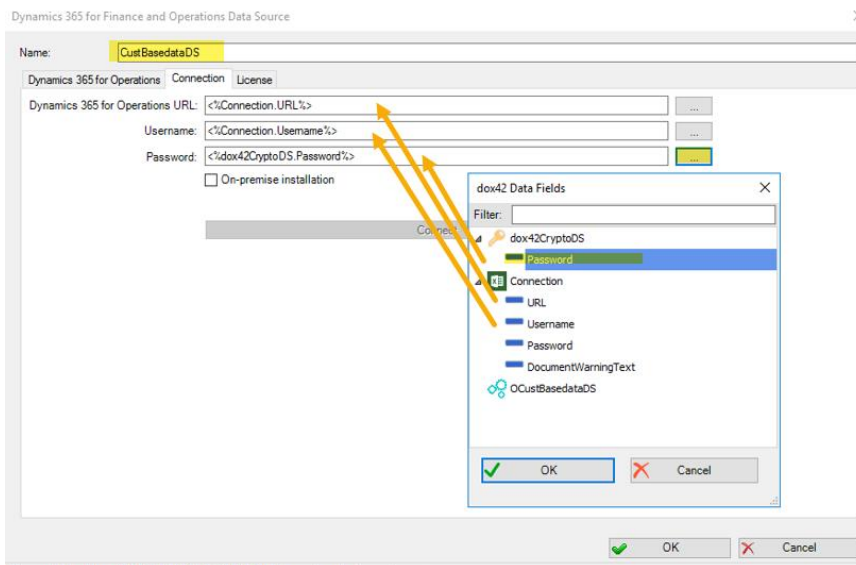 Dynamics 365 for Finance and Operations Data Source
Name: CustBasedataDS
Dynamics 365 for Operations Connection License
Dynamics 365 for Operations URL: <%Connection.URL%> ...
Username: <%Connection.Username%> ...
Password: <%dox42CryptoDS.Password%> ...
On-premise installation
Connect
dox42 Data Fields
Filter:
dox42CryptoDS
Password
Connection
URL
Username
Password
DocumentWarningText
OCustBasedataDS
OK Cancel
OK Cancel